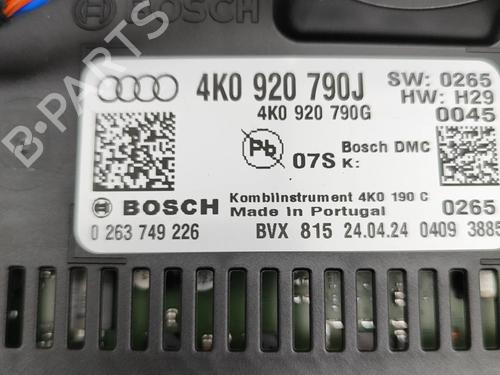 BOSCH
4K0 920 790J
SW: 0265
HW: H29
4K0 920 790G
0045
Pb
07S
Bosch DMC
K:
BOSCH
Kombiinstrument 4K0 190 C
Made in Portugal
0265
0 263 749 226
BVX 815
24.04.24
0409 3885
B-PARTS